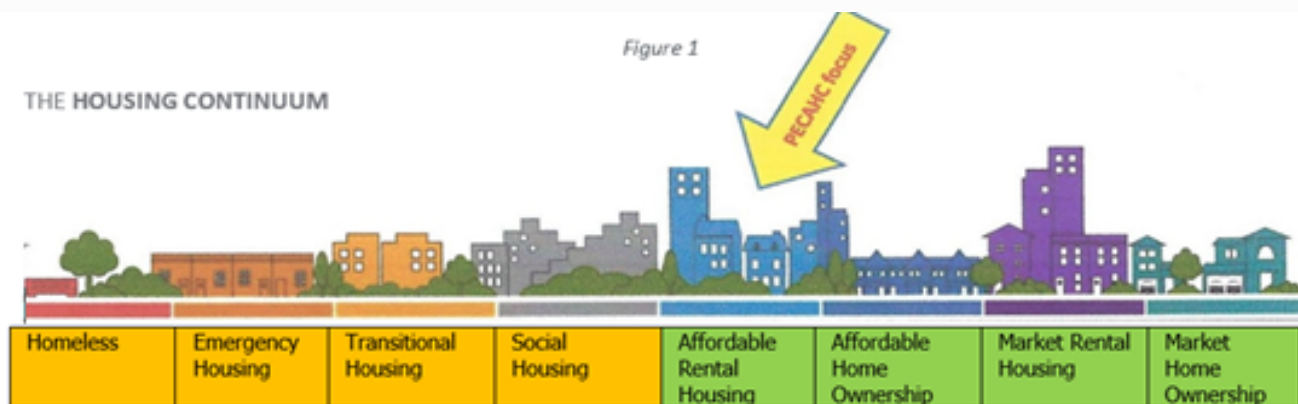 Figure 1
THE HOUSING CONTINUUM
PECAHC focus
Homeless
Emergency
Housing
Transitional
Housing
Social
Housing
Affordable
Rental
Housing
Affordable
Home
Ownership
Market Rental
Housing
Market
Home
Ownership